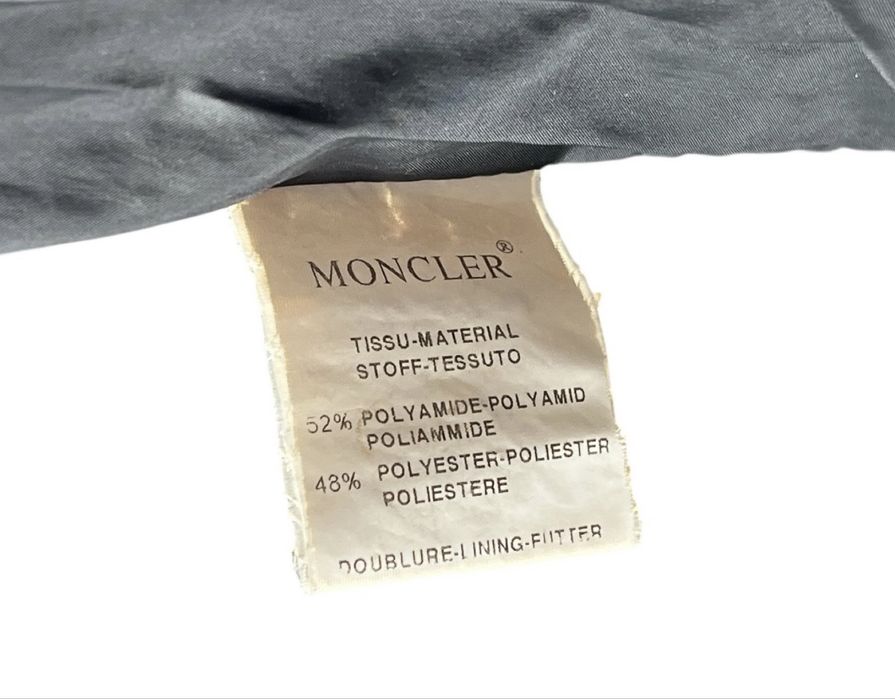 MONCLER®
TISSU-MATERIAL
STOFF-TESSUTO
52% POLYAMIDE-POLYAMID
POLIAMMIDE
48% POLYESTER-POLIESTER
POLIESTERE
DOUBLURE-LINING-FUTTER